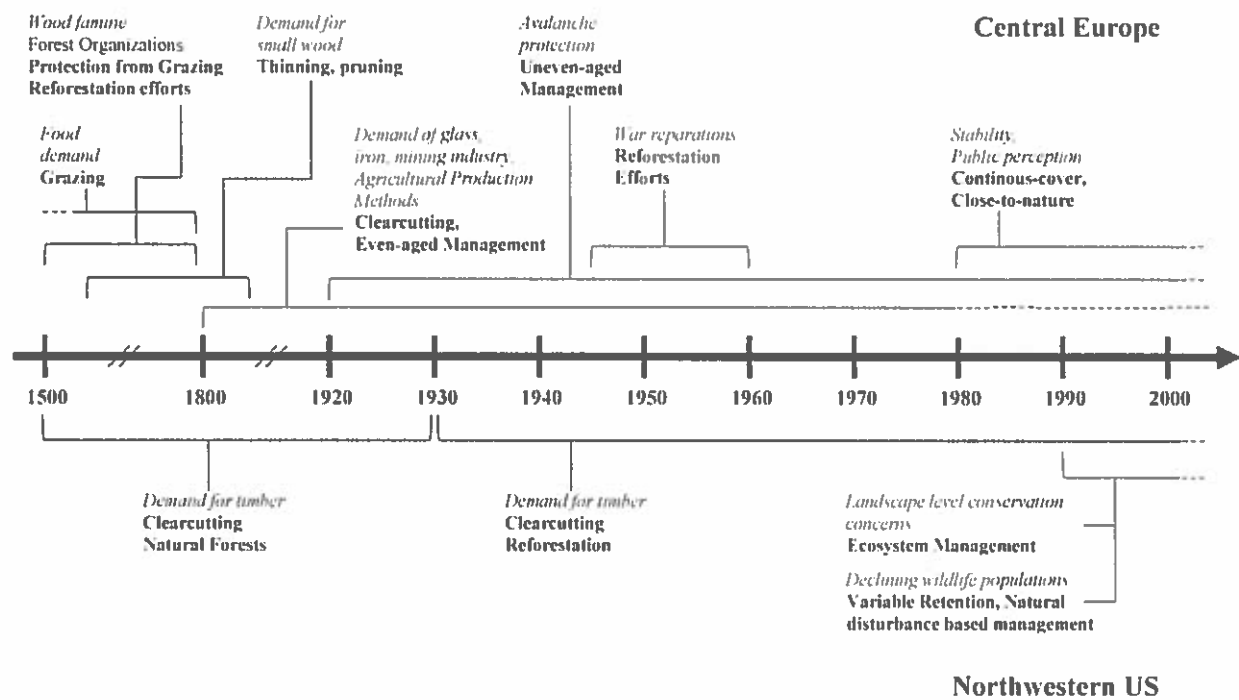 Central Europe
Wood famine
Forest Organizations
Protection from Grazing
Reforestation efforts
Demand for
small wood
Thinning, pruning
Avalanche
protection
Uneven-aged
Management
Food
demand
Grazing
Demand of glass,
iron, mining industry,
Agricultural Production
Methods
Clearcutting,
Even-aged Management
War reparations
Reforestation
Efforts
Stability,
Public perception
Continous-cover,
Close-to-nature
1500
1800
1920
1930
1940
1950
1960
1970
1980
1990
2000
Demand for timber
Clearcutting
Natural Forests
Demand for timber
Clearcutting
Reforestation
Landscape level conservation
concerns
Ecosystem Management
Declining wildlife populations
Variable Retention, Natural
disturbance based management
Northwestern US